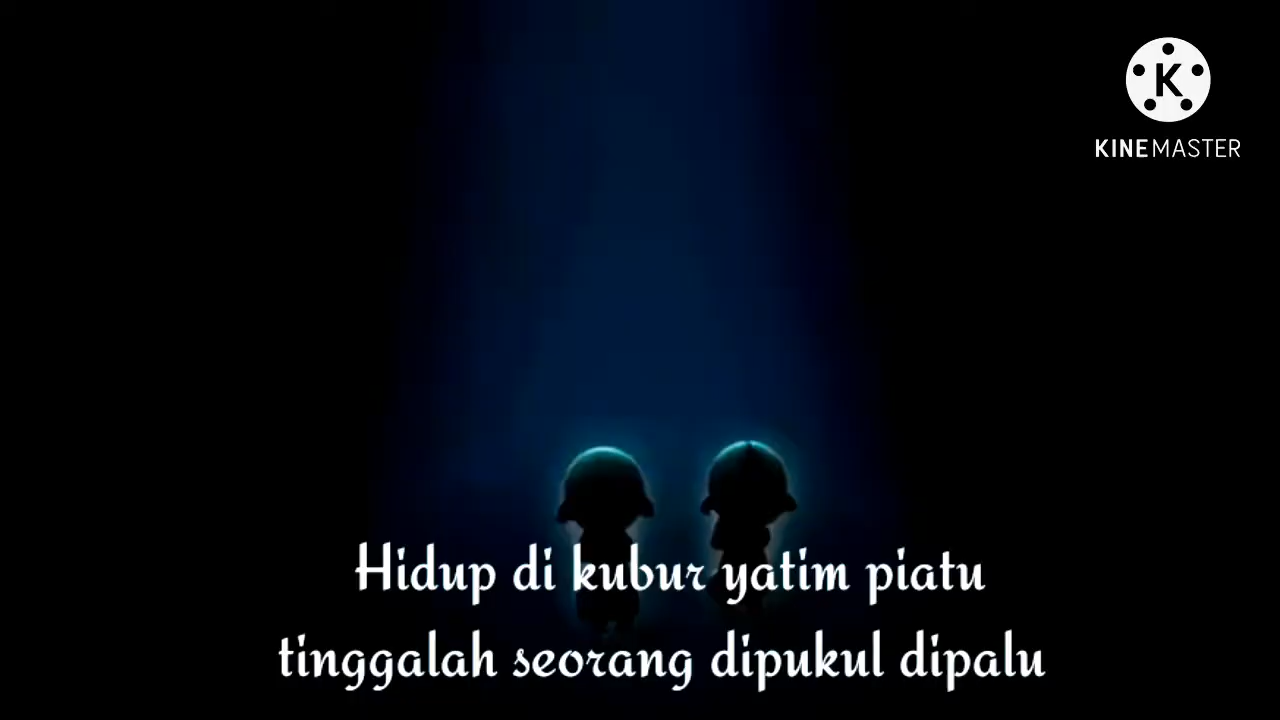 K
KINEMASTER
Hidup di kubur yatim piatu
tinggalah seorang dipukul dipalu